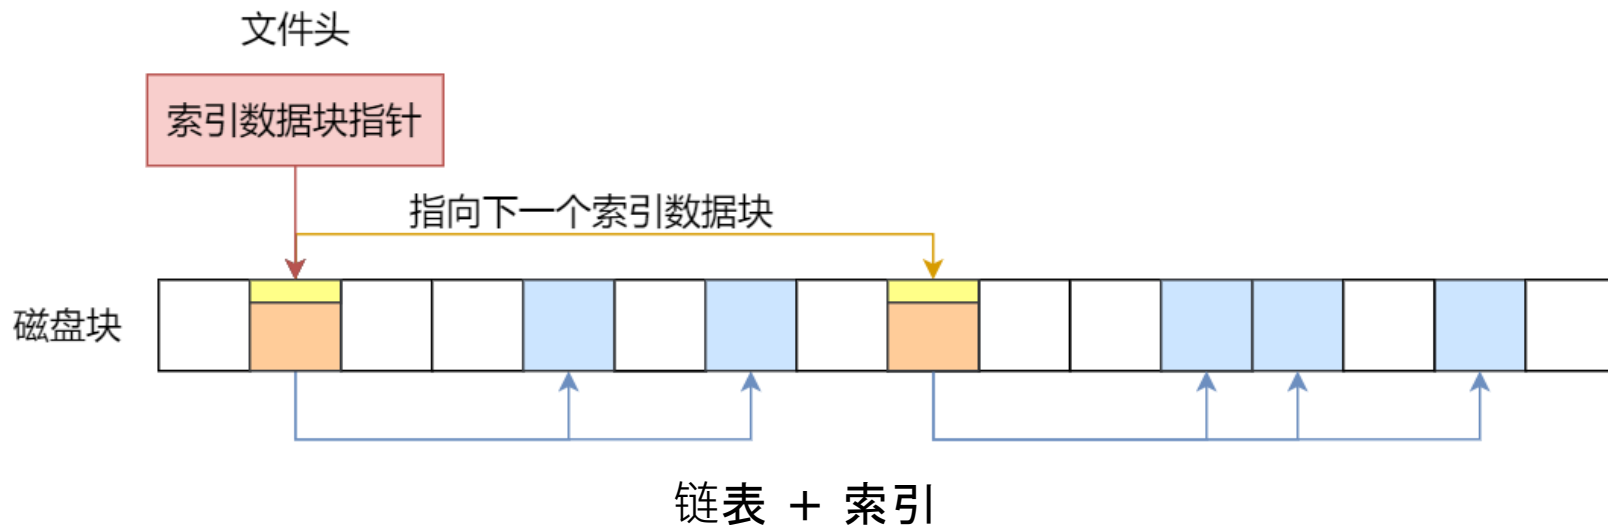 文件头
索引数据块指针
指向下一个索引数据块
磁盘块
链表 + 索引